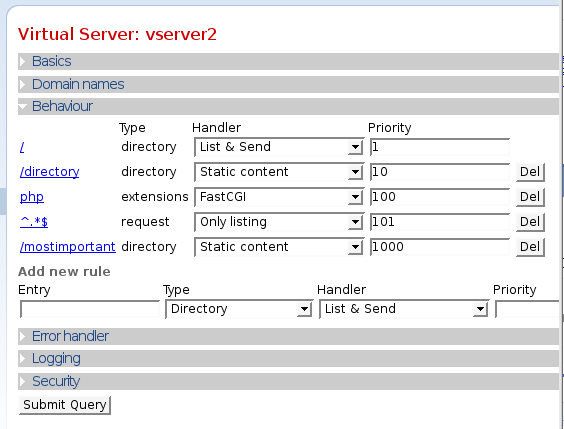 Virtual Server: vserver2
Basics
Domain names
Behaviour
Type Handler Priority
/ directory List & Send 1
/directory directory Static content 10 Del
php extensions FastCGI 100 Del
^.*$ request Only listing 101 Del
/mostimportant directory Static content 1000 Del
Add new rule
Entry Type Handler Priority
Directory List & Send
Error handler
Logging
Security
Submit Query